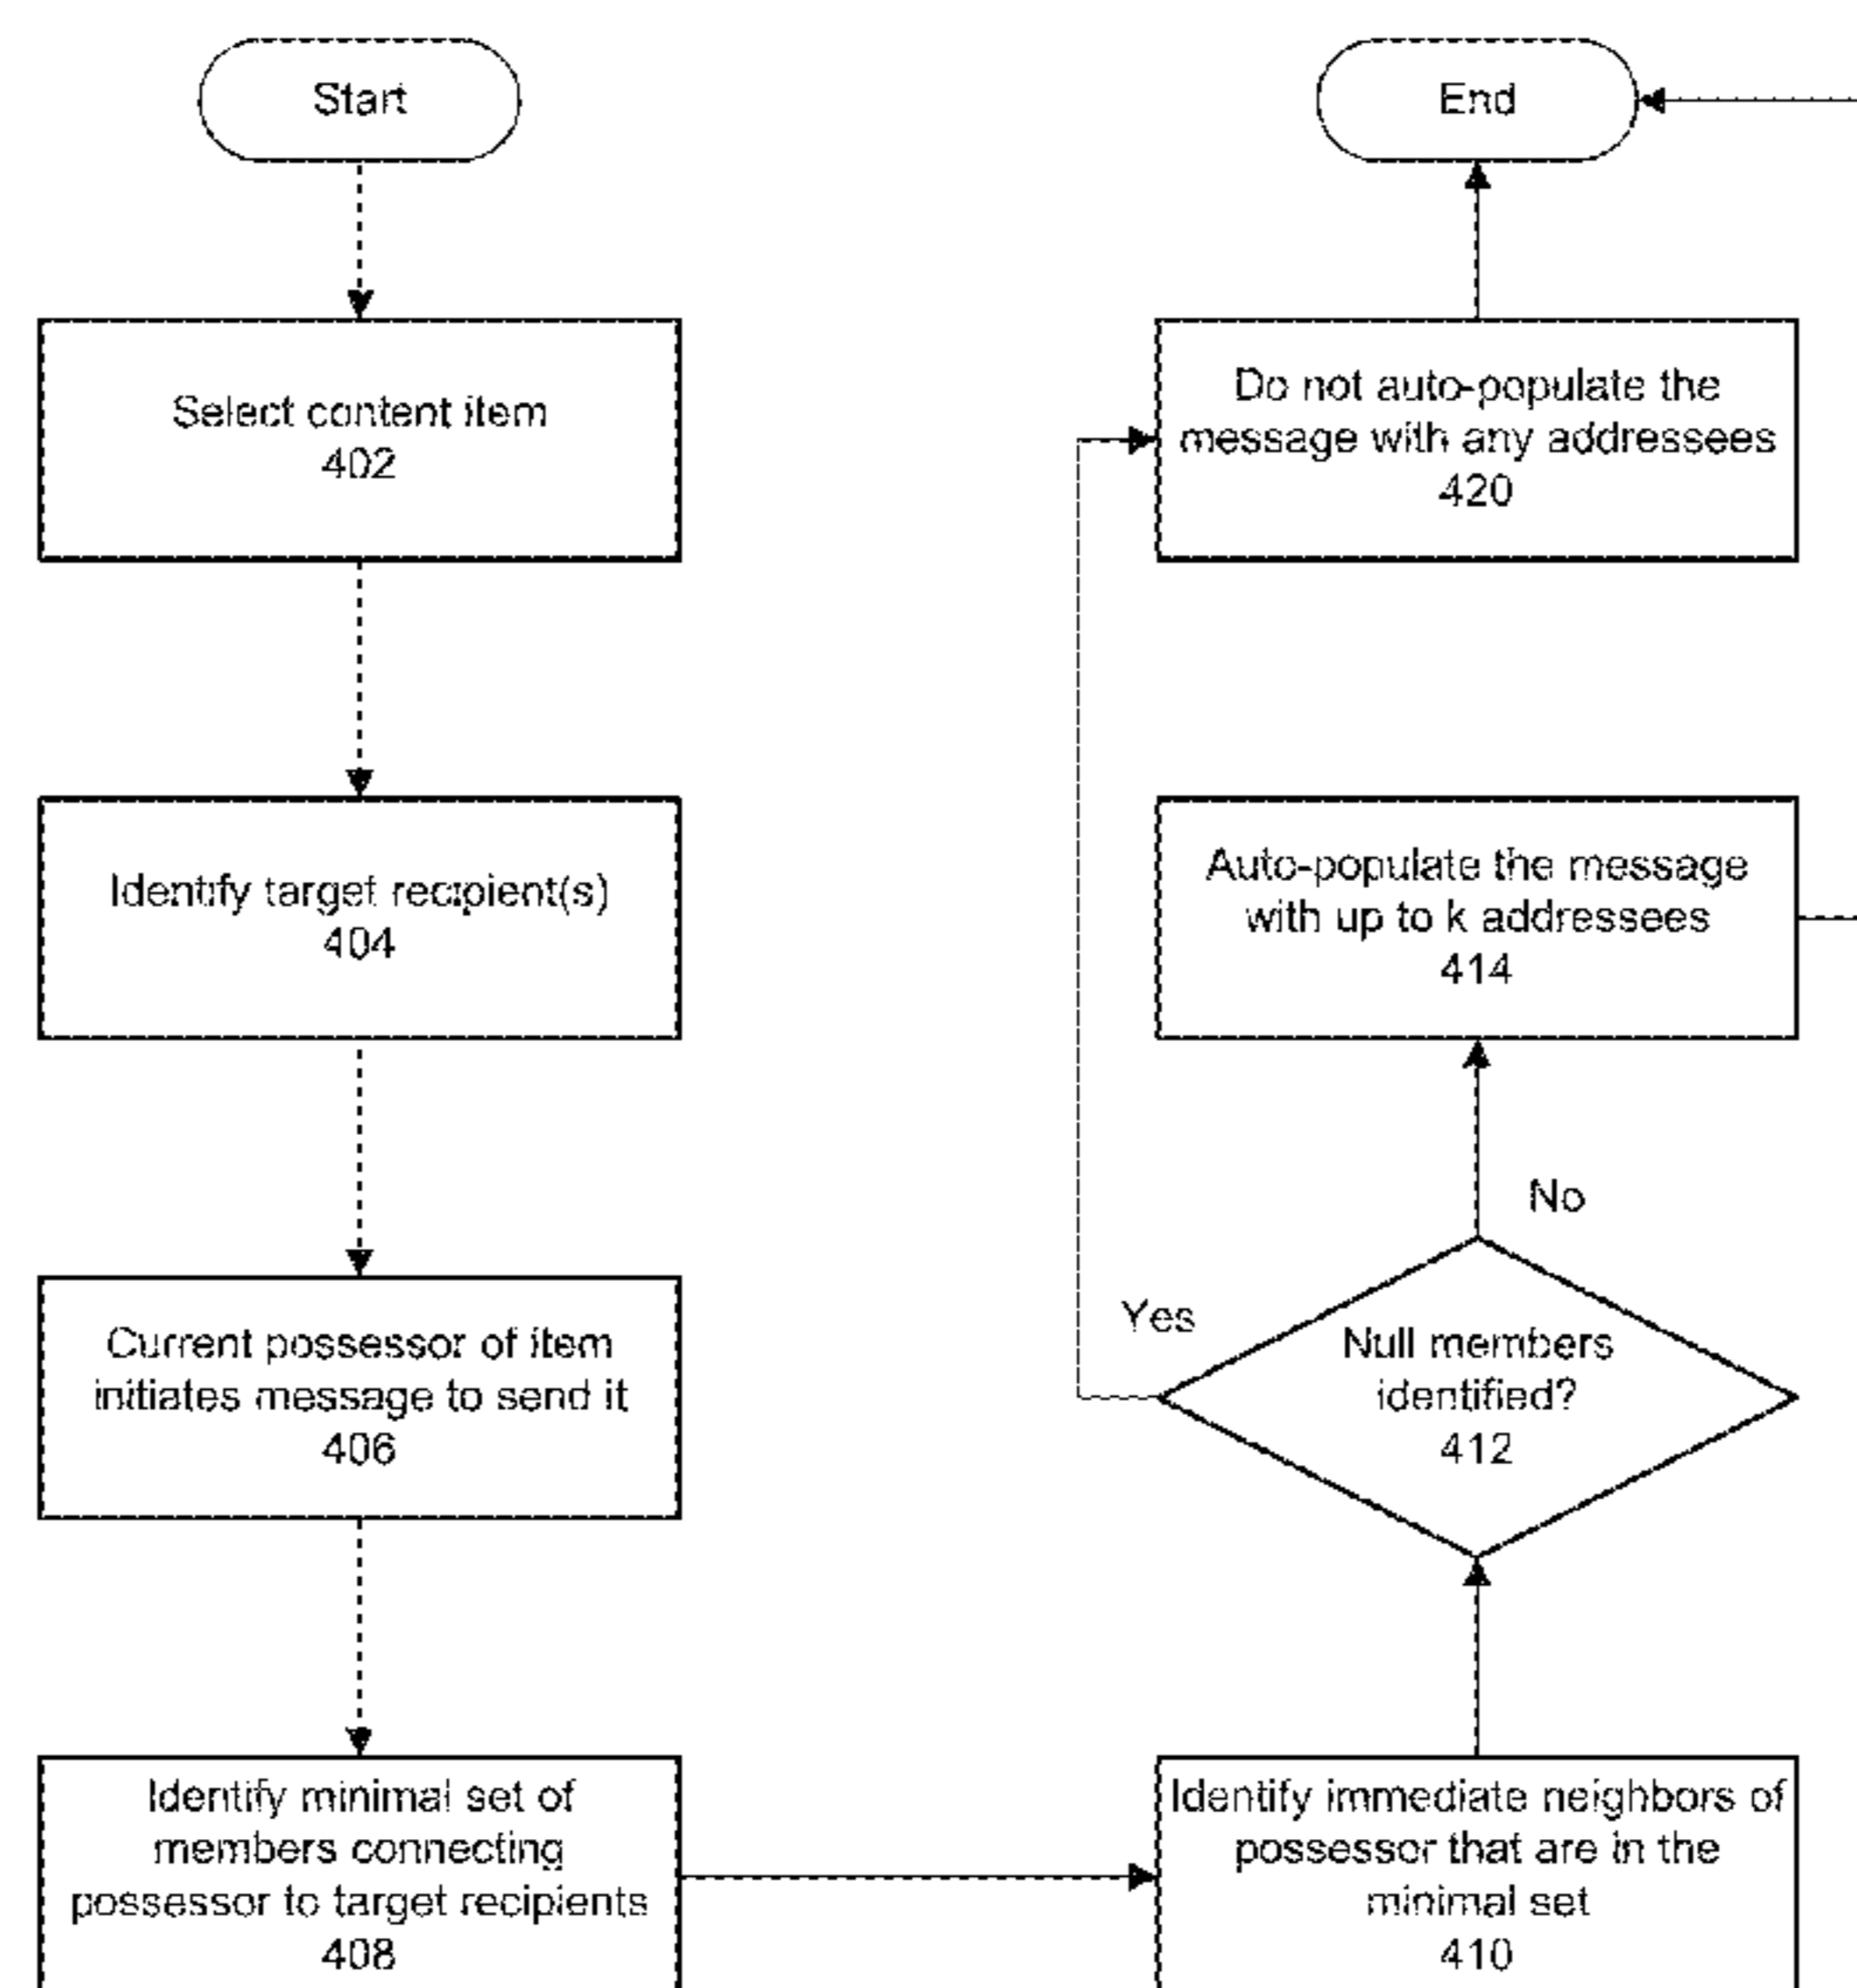 Start
Select content item
402
Identify target recipient(s)
404
Current possessor of item
initiates message to send it
406
Identify minimal set of
members connecting
possessor to target recipients
408
Identify immediate neighbors of
possessor that are in the
minimal set
410
Null members
identified?
412
Yes
No
Auto-populate the message
with up to k addressees
414
Do not auto-populate the
message with any addressees
420
End